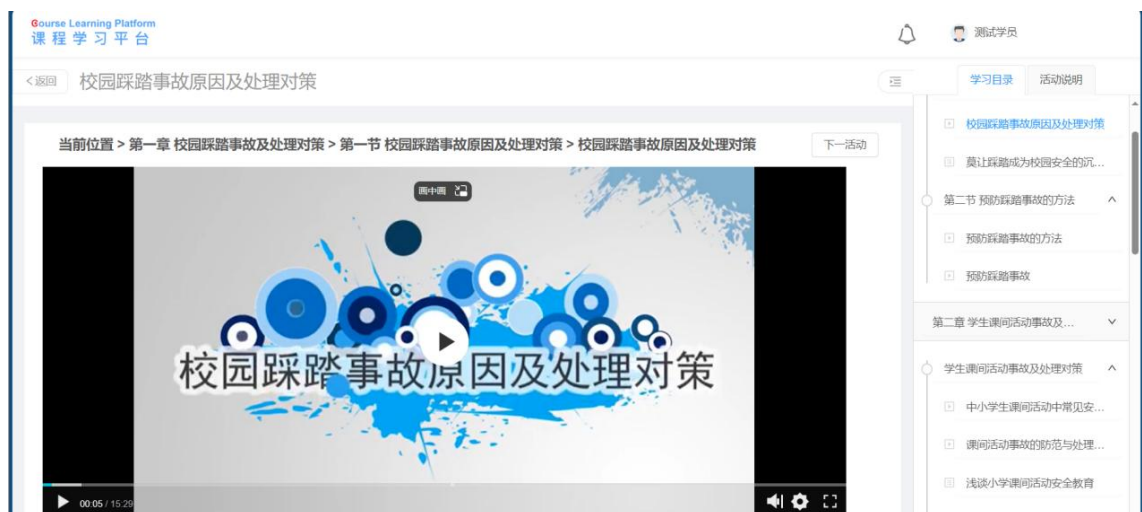 Course Learning Platform
课程学习平台
测试学员
<返回
校园踩踏事故原因及处理对策
学习目录
活动说明
当前位置 > 第一章 校园踩踏事故及处理对策 > 第一节 校园踩踏事故原因及处理对策 > 校园踩踏事故原因及处理对策
下一活动
画中画
校园踩踏事故原因及处理对策
00:05 / 15:29
校园踩踏事故原因及处理对策
莫让踩踏成为校园安全的沉...
第二节 预防踩踏事故的方法
预防踩踏事故的方法
预防踩踏事故
第二章 学生课间活动事故及...
学生课间活动事故及处理对策
中小学生课间活动中常见安...
课间活动事故的防范与处理...
浅谈小学课间活动安全教育